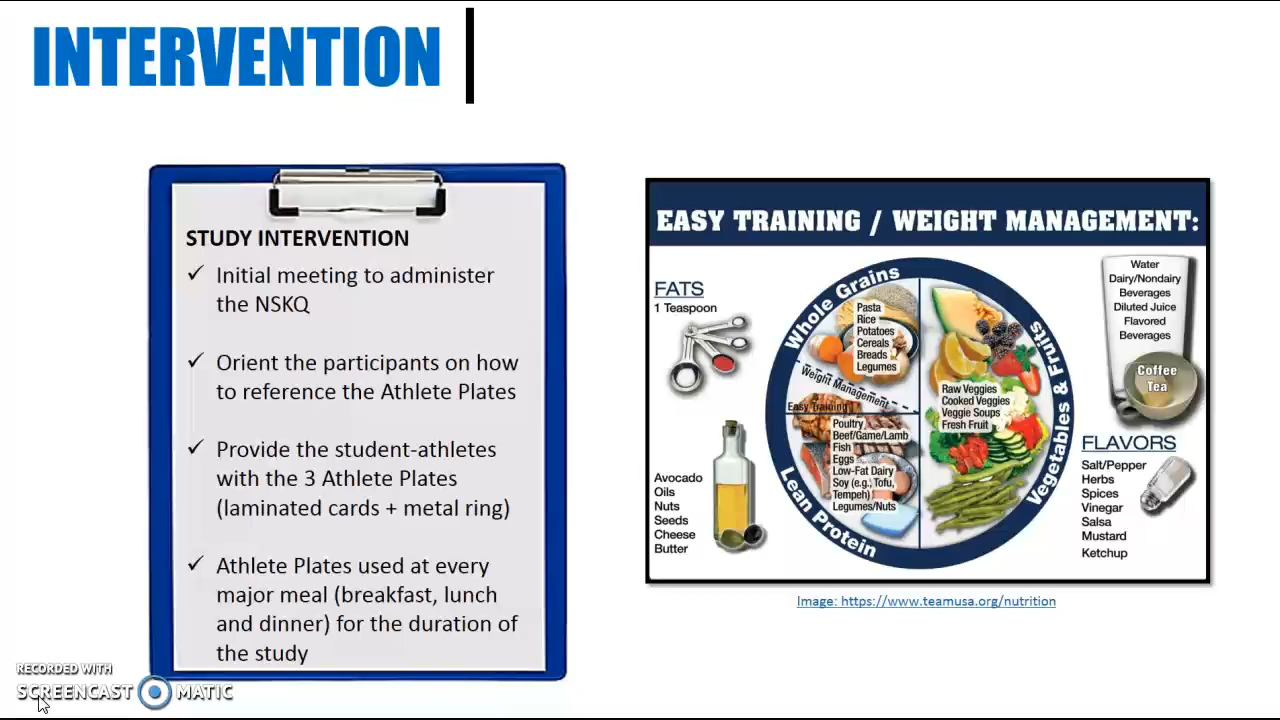 INTERVENTION
STUDY INTERVENTION
✓ Initial meeting to administer
the NSKQ
✓ Orient the participants on how
to reference the Athlete Plates
✓ Provide the student-athletes
with the 3 Athlete Plates
(laminated cards + metal ring)
✓ Athlete Plates used at every
major meal (breakfast, lunch
and dinner) for the duration of
the study
EASY TRAINING / WEIGHT MANAGEMENT:
FATS
1 Teaspoon
Avocado
Oils
Nuts
Seeds
Cheese
Butter
Whole Grains
Pasta
Rice
Potatoes
Cereals
Breads
Legumes
Weight Management
Easy Training
Poultry
Beef/Game/Lamb
Fish
Eggs
Low-Fat Dairy
Soy (e.g., Tofu,
Tempeh)
Legumes/Nuts
Lean Protein
Raw Veggies
Cooked Veggies
Veggie Soups
Fresh Fruit
Vegetables & Fruits
Water
Dairy/Nondairy
Beverages
Diluted Juice
Flavored
Beverages
Coffee
Tea
FLAVORS
Salt/Pepper
Herbs
Spices
Vinegar
Salsa
Mustard
Ketchup
Image: https://www.teamusa.org/nutrition
RECORDED WITH
SCREENCAST MATIC